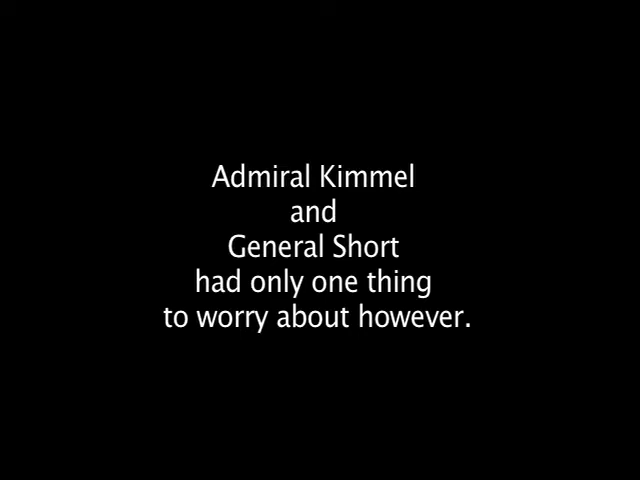 Admiral Kimmel
and
General Short
had only one thing
to worry about however.